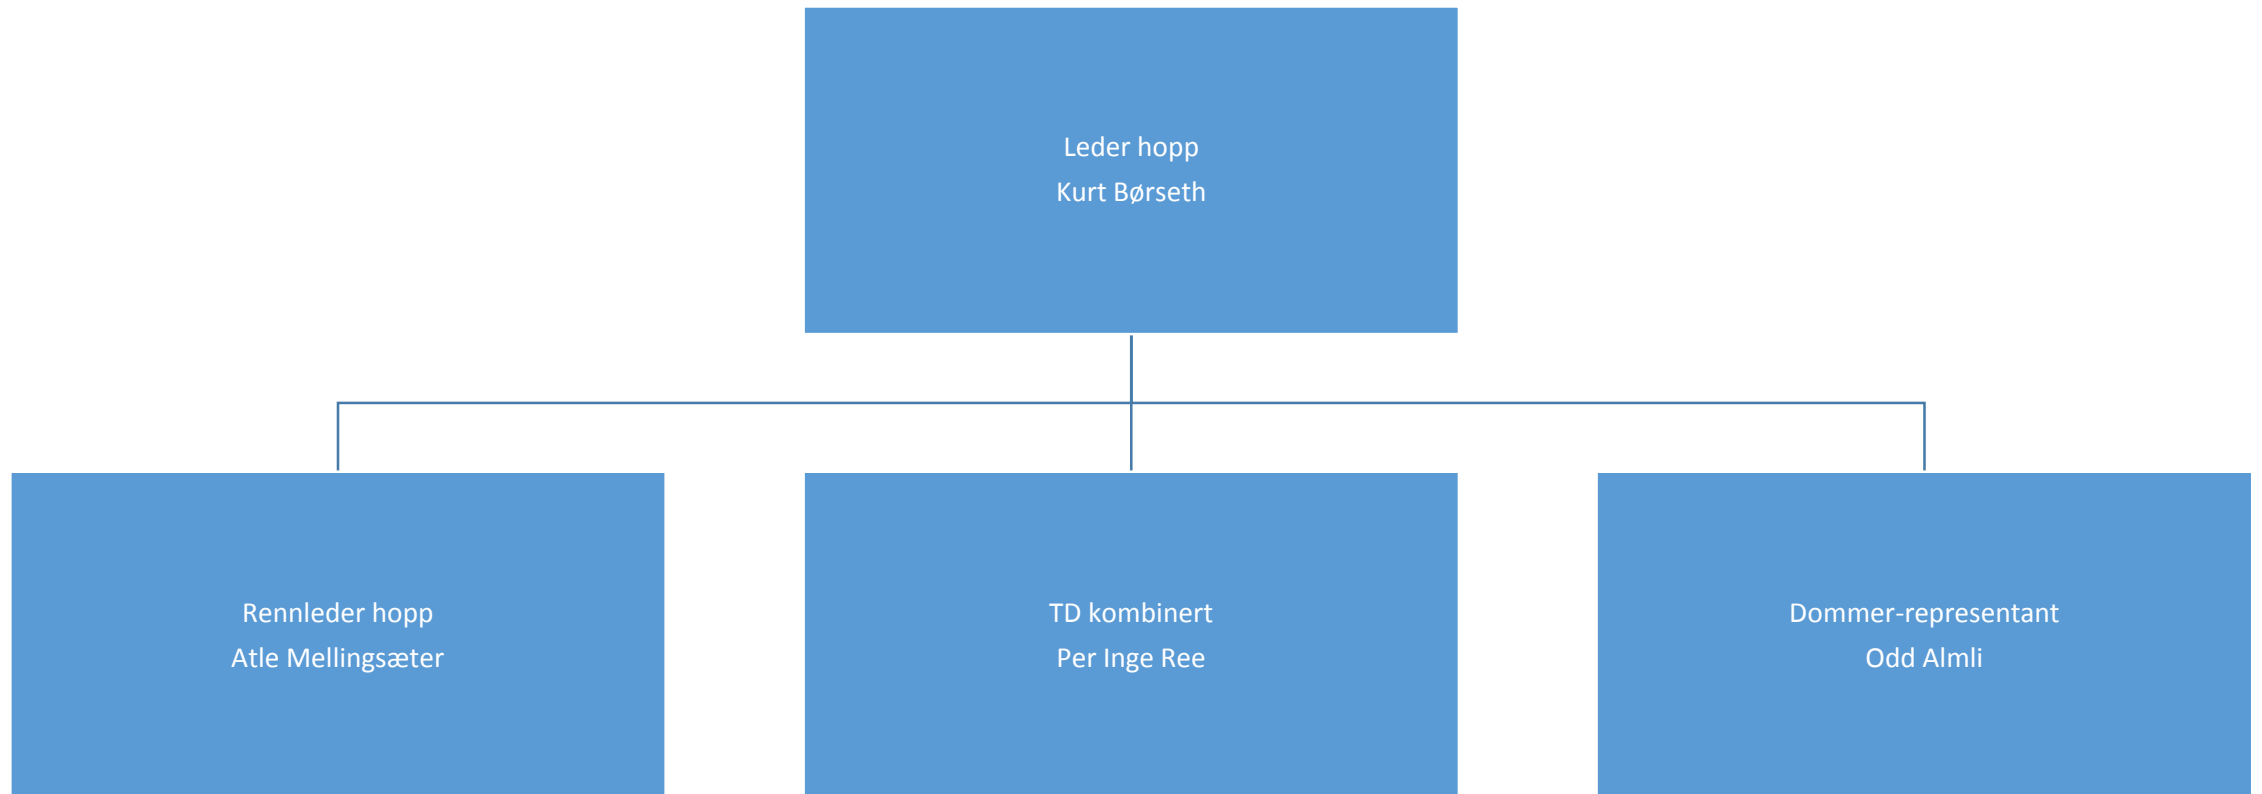 Leder hopp
Kurt Børseth
Rennleder hopp
Atle Mellingsæter
TD kombinert
Per Inge Ree
Dommer-representant
Odd Almli